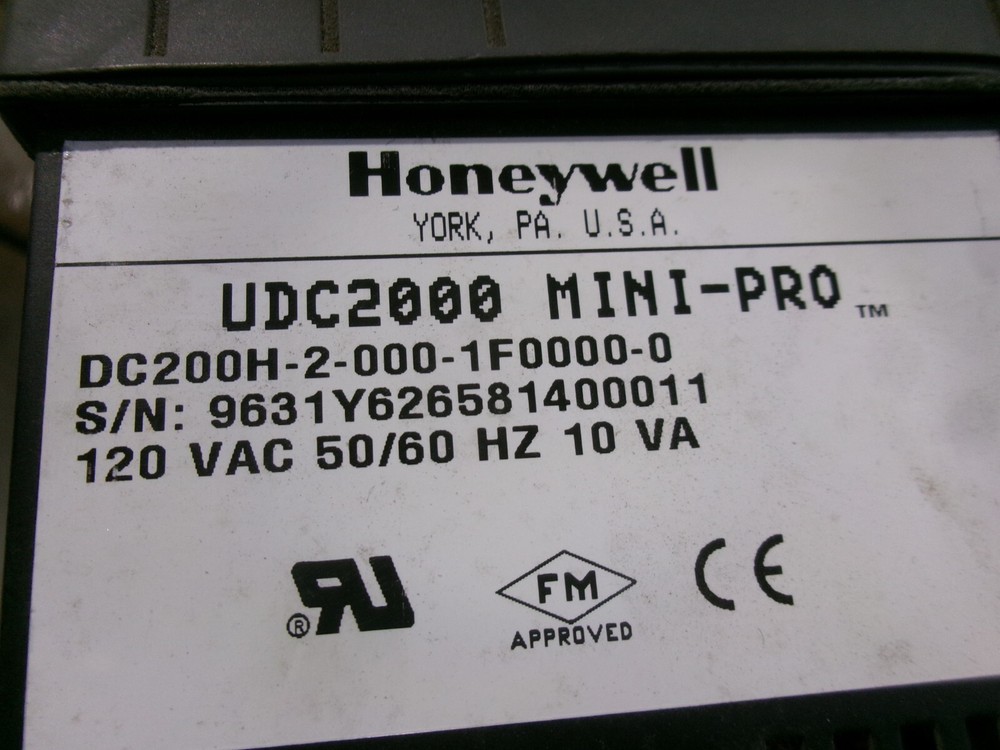 Honeywell
YORK, PA. U.S.A.
UDC2000 MINI-PRO™
DC200H-2-000-1F0000-0
S/N: 9631Y626581400011
120 VAC 50/60 HZ 10 VA
RU®
FM
APPROVED
CE